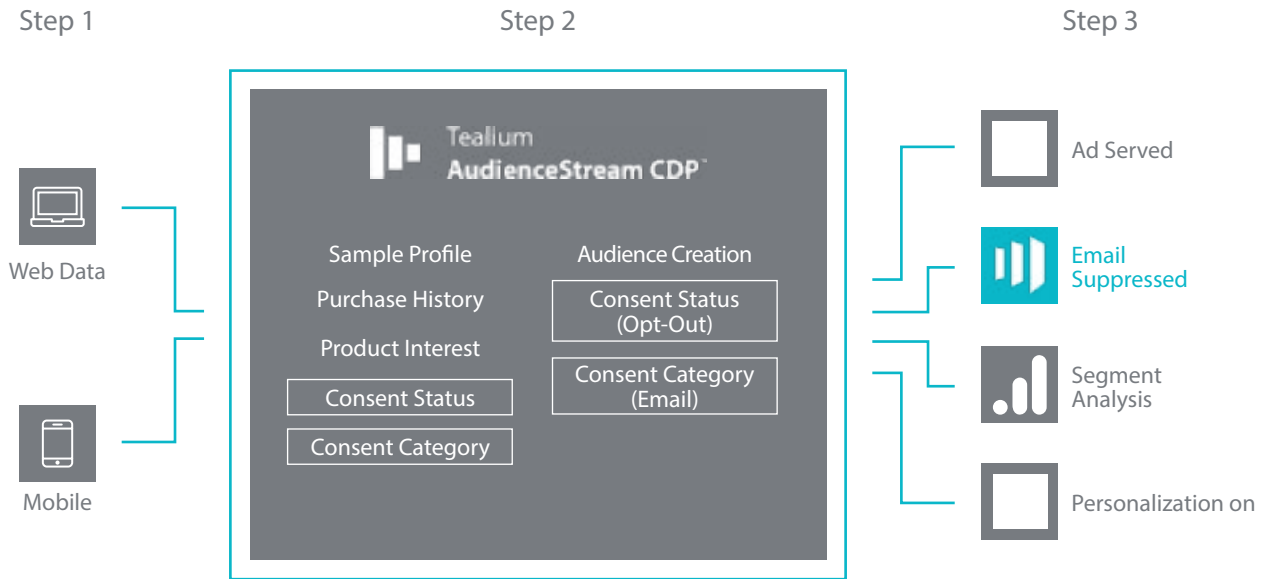 Step 1
Step 2
Step 3
Tealium
AudienceStream CDP™
Web Data
Mobile
Sample Profile
Purchase History
Product Interest
Consent Status
Consent Category
Audience Creation
Consent Status
(Opt-Out)
Consent Category
(Email)
Ad Served
Email
Suppressed
Segment
Analysis
Personalization on